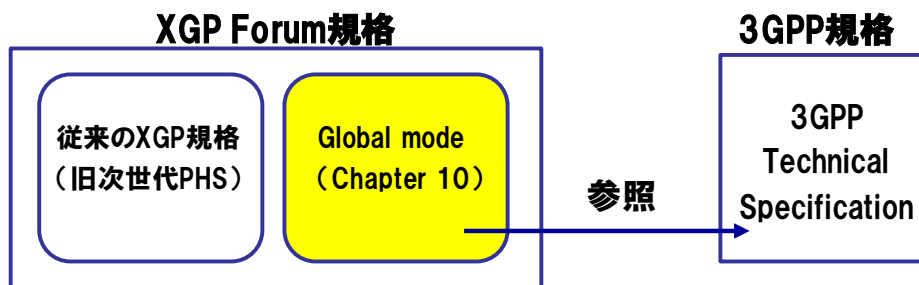 XGP Forum規格
従来のXGP規格
（旧次世代PHS）
Global mode
（Chapter 10）
参照
3GPP規格
3GPP
Technical
Specification